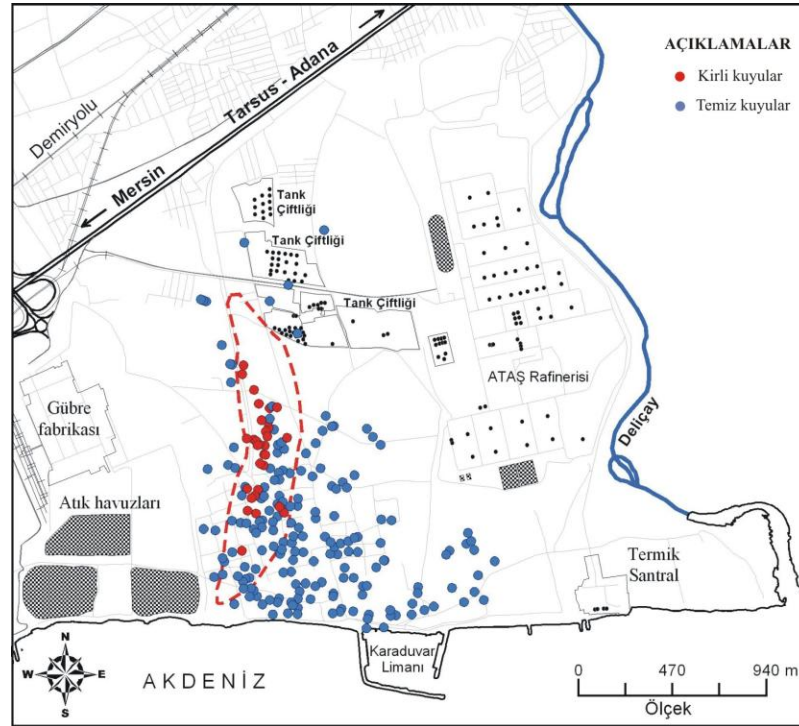 AÇIKLAMALAR
Kirli kuyular
Temiz kuyular
Tarsus - Adana
Demiryolu
Mersin
Tank
Çiftliği
Tank Çiftliği
Tank Çiftliği
ATAŞ Rafinerisi
Gübre
fabrikası
Deliçay
Atık havuzları
Termik
Santral
Karaduvar
Limanı
AKDENİZ
N
W
E
S
0
470
940 m
Ölçek